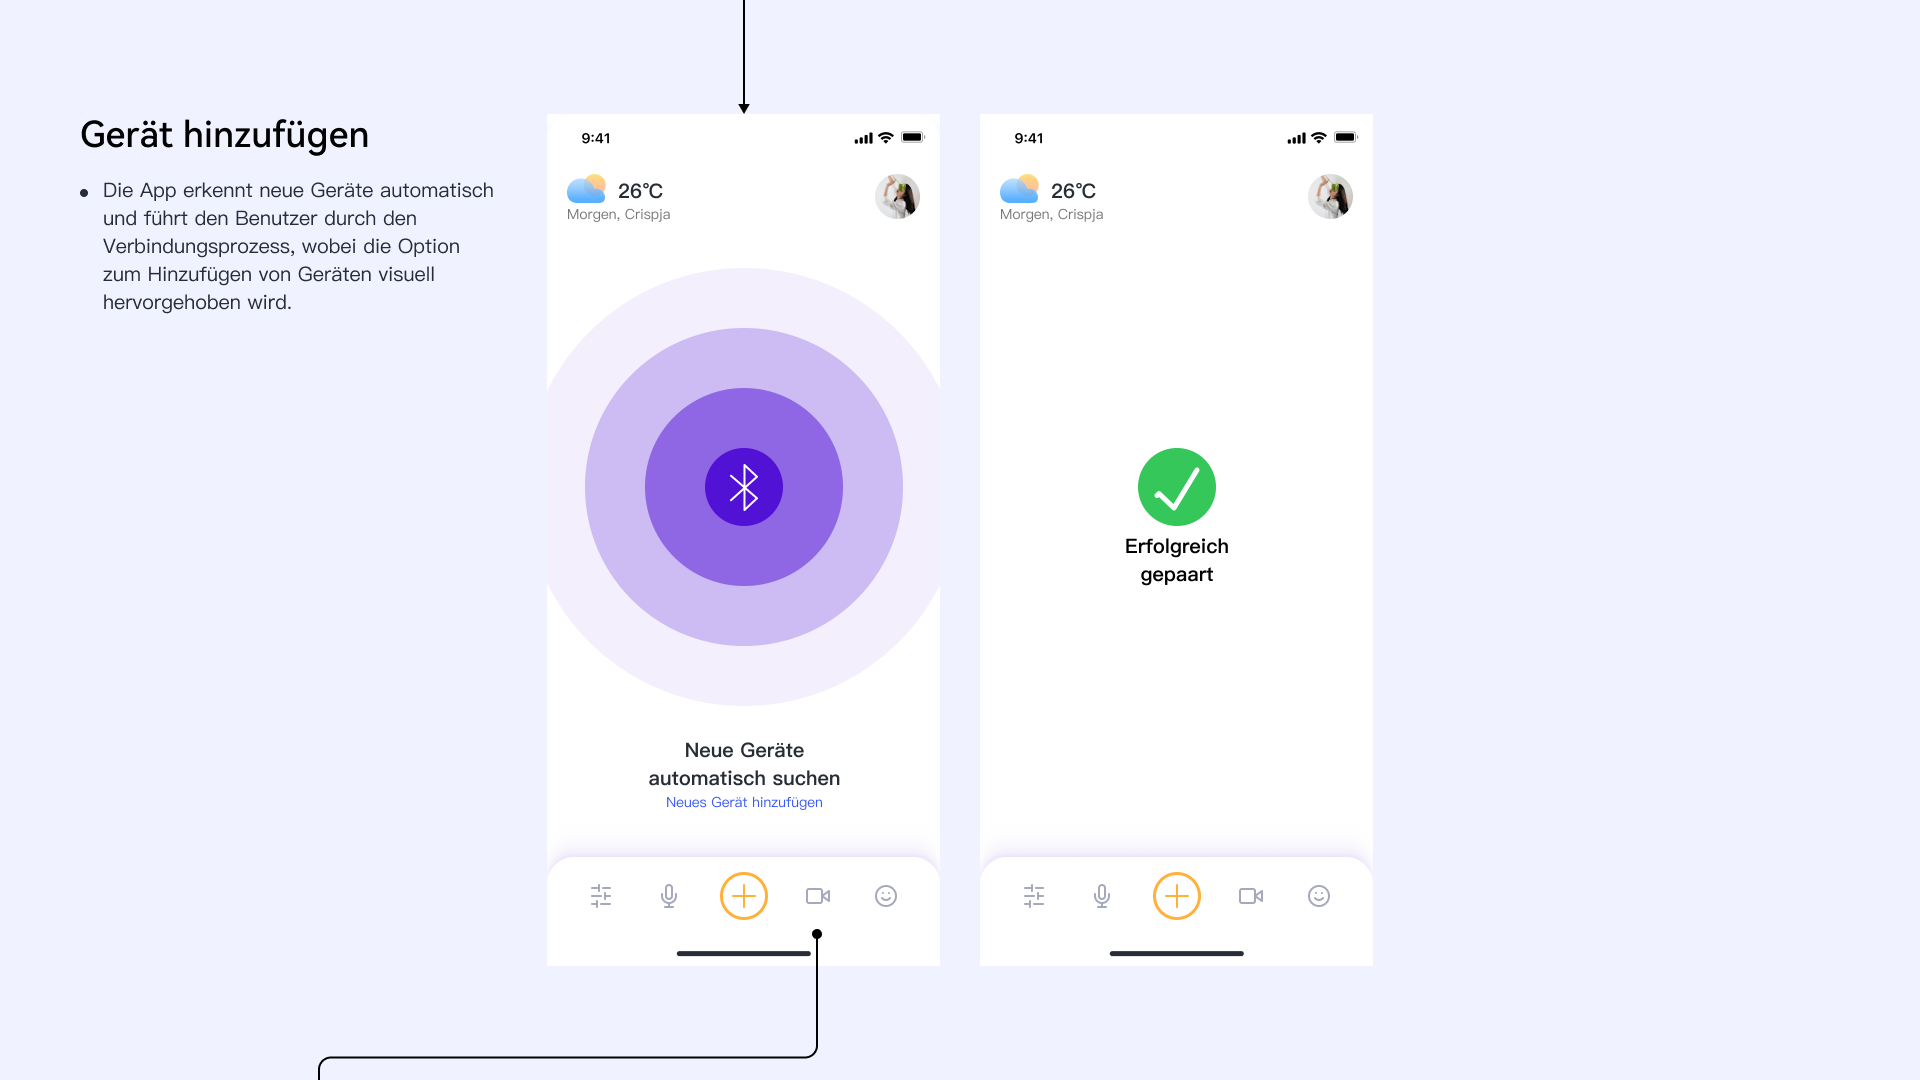 Gerät hinzufügen
Die App erkennt neue Geräte automatisch
und führt den Benutzer durch den
Verbindungsprozess, wobei die Option
zum Hinzufügen von Geräten visuell
hervorgehoben wird.
9:41
26°C
Morgen, Crispja
Neue Geräte
automatisch suchen
Neues Gerät hinzufügen
9:41
26°C
Morgen, Crispja
Erfolgreich
gepaart